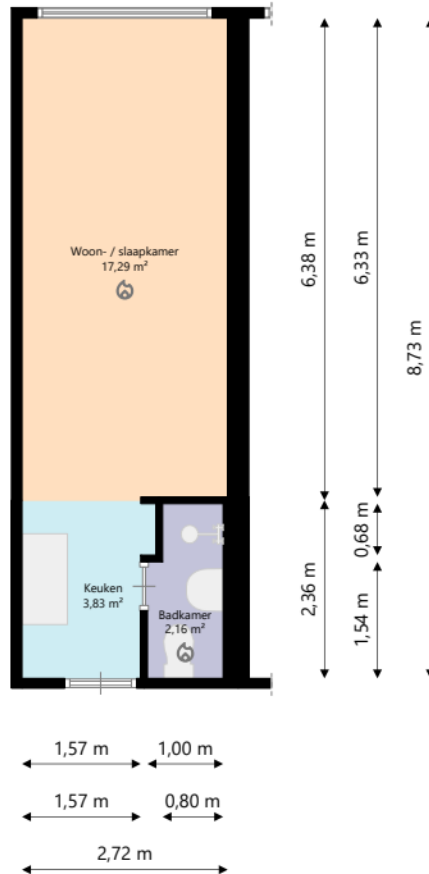 Woon- / slaapkamer
17,29 m²
6,38 m
6,33 m
8,73 m
Keuken
3,83 m²
Badkamer
2,16 m²
2,36 m
0,68 m
1,54 m
1,57 m
1,00 m
1,57 m
0,80 m
2,72 m